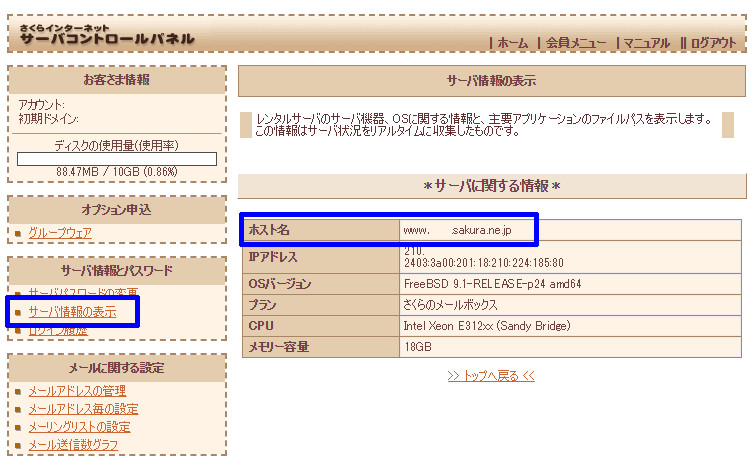 さくらインターネット
サーバコントロールパネル
| ホーム | 会員メニュー | マニュアル || ログアウト
お客さま情報
アカウント:
初期ドメイン:
ディスクの使用量(使用率)
88.47MB / 10GB (0.86%)
オプション申込
グループウェア
サーバ情報とパスワード
サーバパスワードの変更
サーバ情報の表示
ログイン履歴
メールに関する設定
メールアドレスの管理
メールアドレス毎の設定
メーリングリストの設定
メール送信数グラフ
サーバ情報の表示
レンタルサーバのサーバ機器、OSに関する情報と、主要アプリケーションのファイルパスを表示します。
この情報はサーバ状況をリアルタイムに収集したものです。
*サーバに関する情報*
ホスト名 www. .sakura.ne.jp
IPアドレス 210.
2403:3a00:201:18:210:224:185:80
OSバージョン FreeBSD 9.1-RELEASE-p24 amd64
プラン さくらのメールボックス
CPU Intel Xeon E312xx (Sandy Bridge)
メモリー容量 18GB
>> トップへ戻る <<